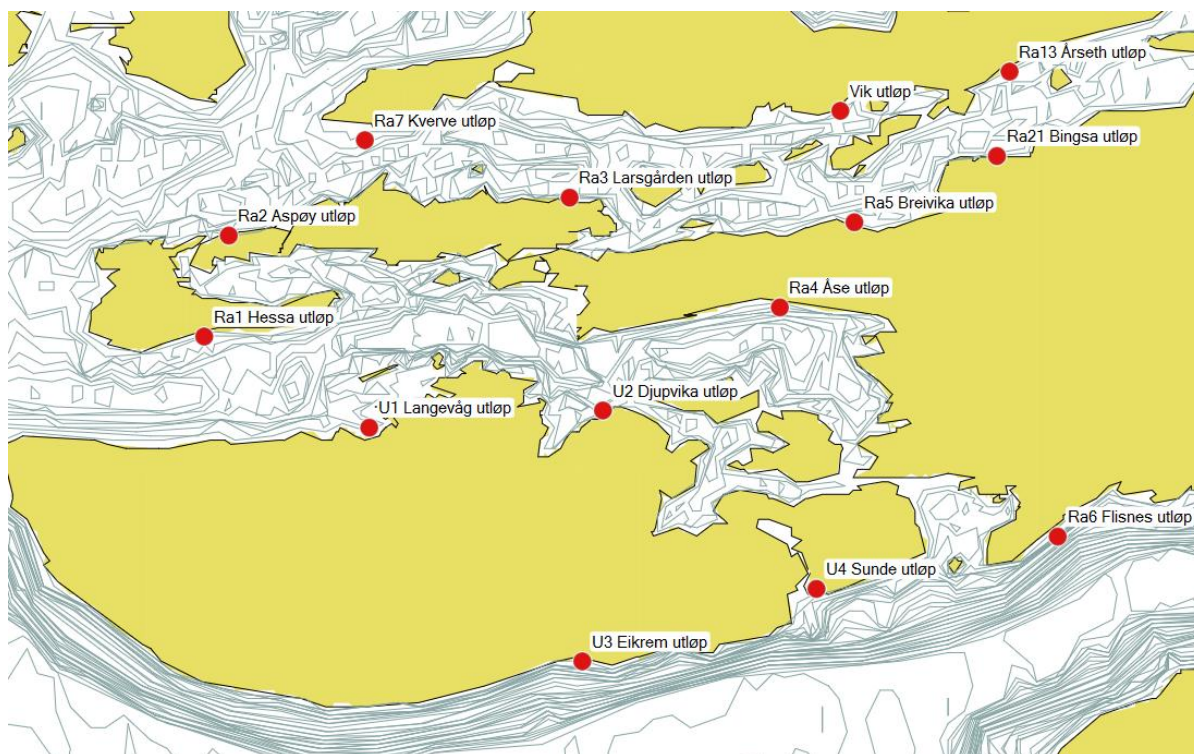 Ra13 Årseth utløp
Vik utløp
Ra7 Kverve utløp
Ra21 Bingsa utløp
Ra3 Larsgården utløp
Ra5 Breivika utløp
Ra2 Aspøy utløp
Ra4 Åse utløp
Ra1 Hessa utløp
U2 Djupvika utløp
U1 Langevåg utløp
Ra6 Flisnes utløp
U4 Sunde utløp
U3 Eikrem utløp